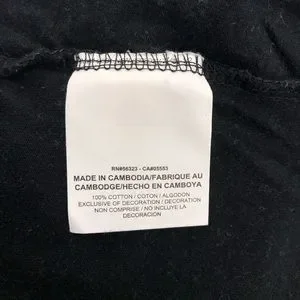 RN#56323 - CA#05553
MADE IN CAMBODIA/FABRIQUE AU
CAMBODGE/HECHO EN CAMBOYA
100% COTTON / COTON / ALGODON
EXCLUSIVE OF DECORATION / DECORATION
NON COMPRISE / NO INCLUYE LA DECORACION